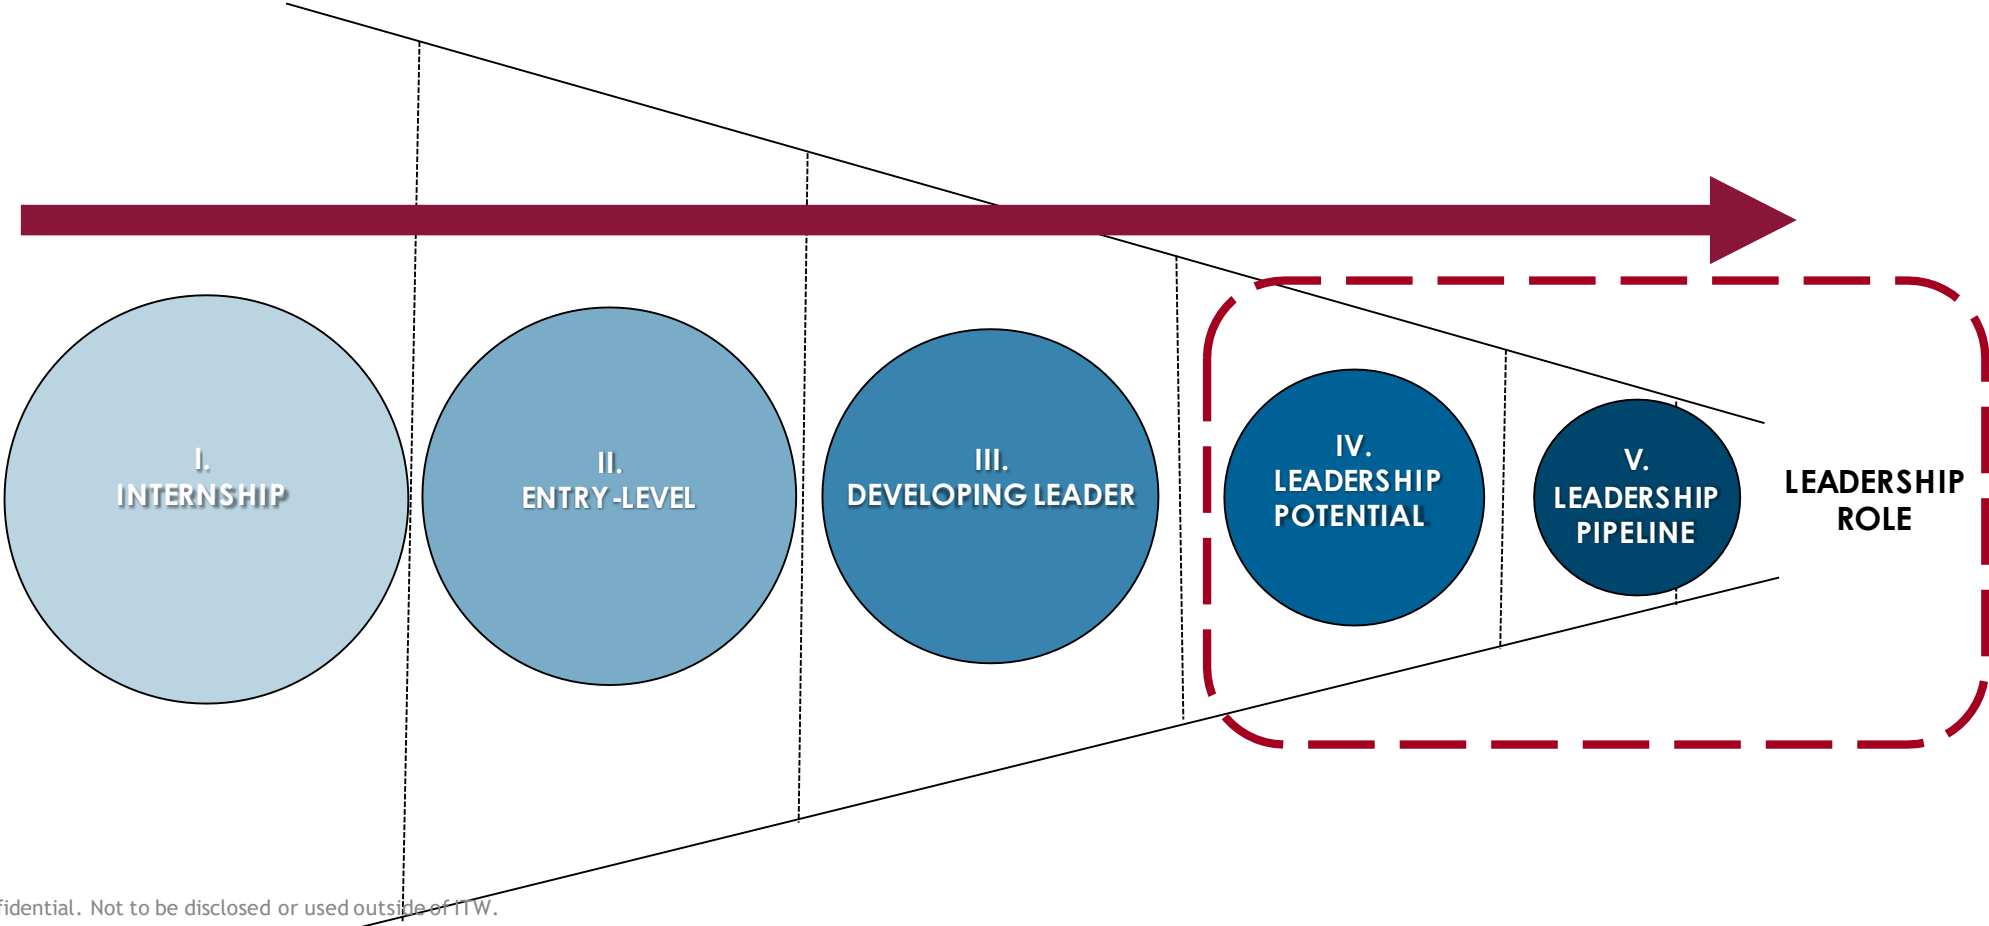 I.
INTERNSHIP
II.
ENTRY-LEVEL
III.
DEVELOPING LEADER
IV.
LEADERSHIP
POTENTIAL
V.
LEADERSHIP
PIPELINE
LEADERSHIP
ROLE
fidential. Not to be disclosed or used outside of ITW.